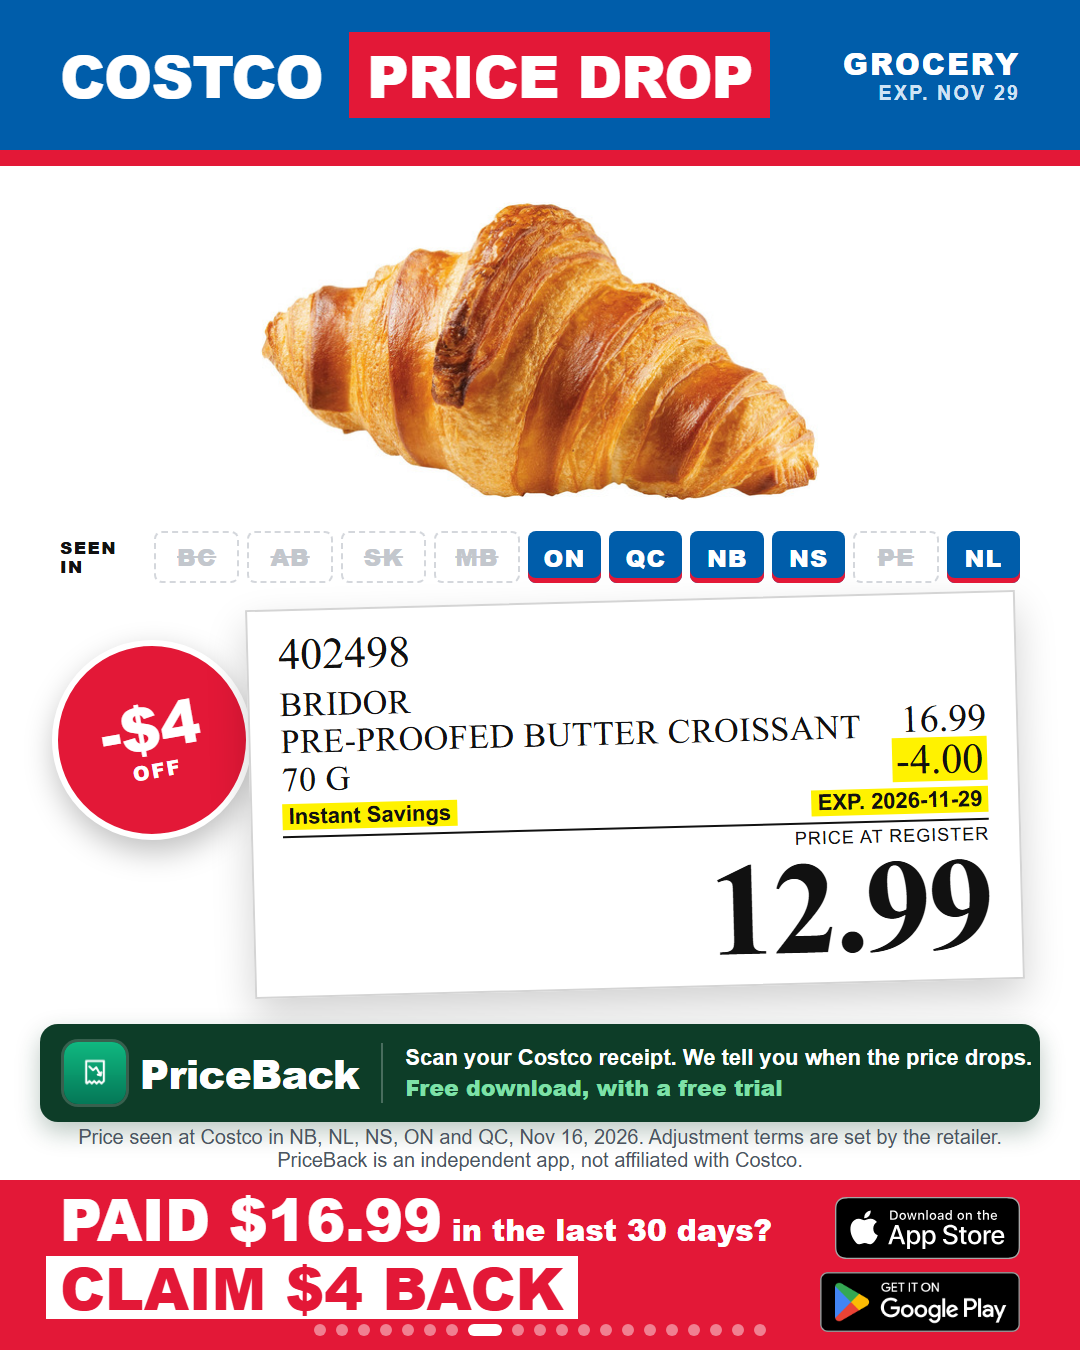 COSTCO PRICE DROP
GROCERY
EXP. NOV 29
SEEN IN
BC AB SK MB ON QC NB NS PE NL
-$4
OFF
402498
BRIDOR
PRE-PROOFED BUTTER CROISSANT 16.99
70 G -4.00
Instant Savings EXP. 2026-11-29
PRICE AT REGISTER
12.99
PriceBack
Scan your Costco receipt. We tell you when the price drops.
Free download, with a free trial
Price seen at Costco in NB, NL, NS, ON and QC, Nov 16, 2026. Adjustment terms are set by the retailer.
PriceBack is an independent app, not affiliated with Costco.
PAID $16.99 in the last 30 days?
CLAIM $4 BACK
Download on the
App Store
GET IT ON
Google Play